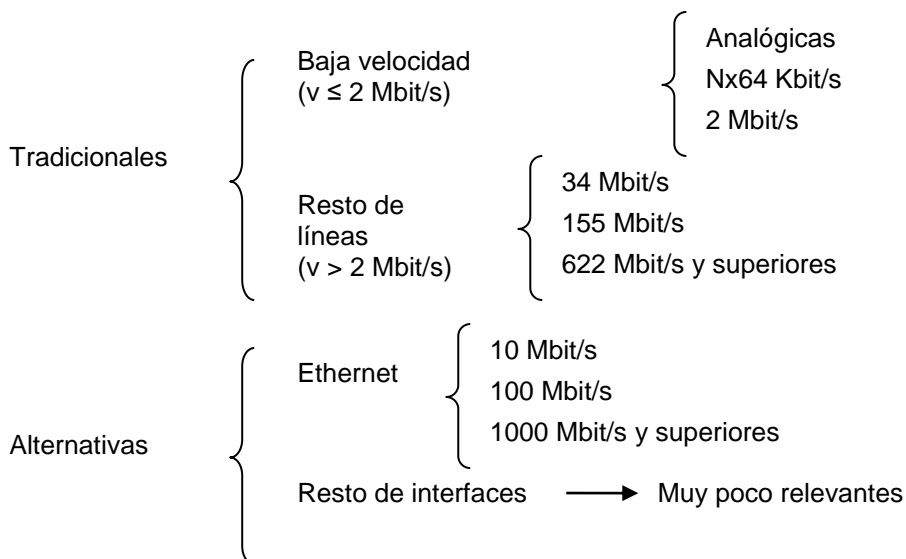 Tradicionales
Baja velocidad
(v ≤ 2 Mbit/s)
Analógicas
Nx64 Kbit/s
2 Mbit/s
Resto de
líneas
(v > 2 Mbit/s)
34 Mbit/s
155 Mbit/s
622 Mbit/s y superiores
Alternativas
Ethernet
10 Mbit/s
100 Mbit/s
1000 Mbit/s y superiores
Resto de interfaces
Muy poco relevantes